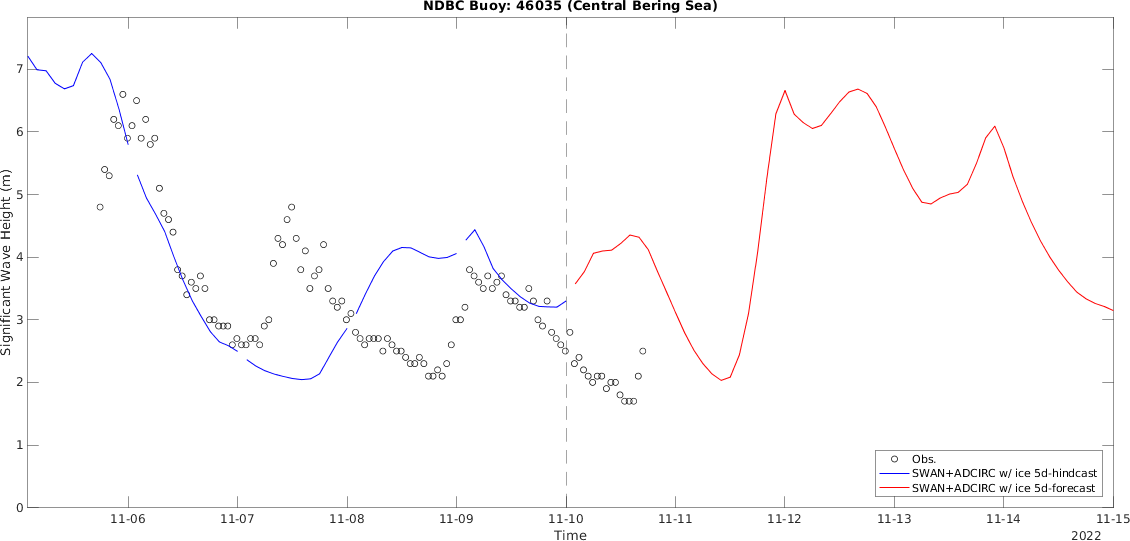 NDBC Buoy: 46035 (Central Bering Sea)
7
6
5
4
3
2
1
0
Significant Wave Height (m)
Obs.
SWAN+ADCIRC w/ ice 5d-hindcast
SWAN+ADCIRC w/ ice 5d-forecast
11-06 11-07 11-08 11-09 11-10 11-11 11-12 11-13 11-14 11-15
Time
2022